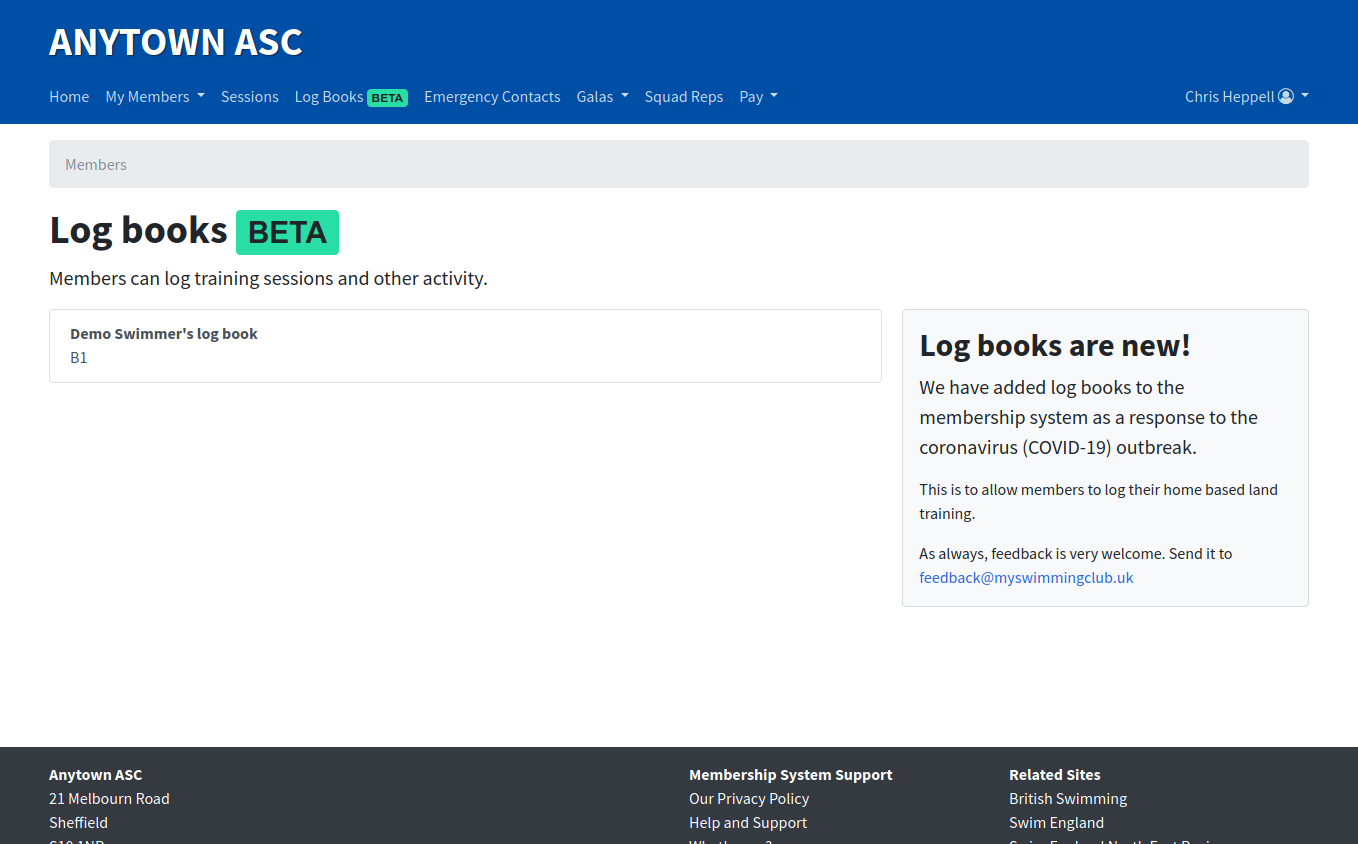 ANYTOWN ASC
Home My Members Sessions Log Books BETA Emergency Contacts Galas Squad Reps Pay Chris Heppell
Members
Log books BETA
Members can log training sessions and other activity.
Demo Swimmer's log book
B1
Log books are new!
We have added log books to the
membership system as a response to the
coronavirus (COVID-19) outbreak.
This is to allow members to log their home based land
training.
As always, feedback is very welcome. Send it to
feedback@myswimmingclub.uk
Anytown ASC
21 Melbourn Road
Sheffield
Membership System Support
Our Privacy Policy
Help and Support
Related Sites
British Swimming
Swim England
Swim England North East